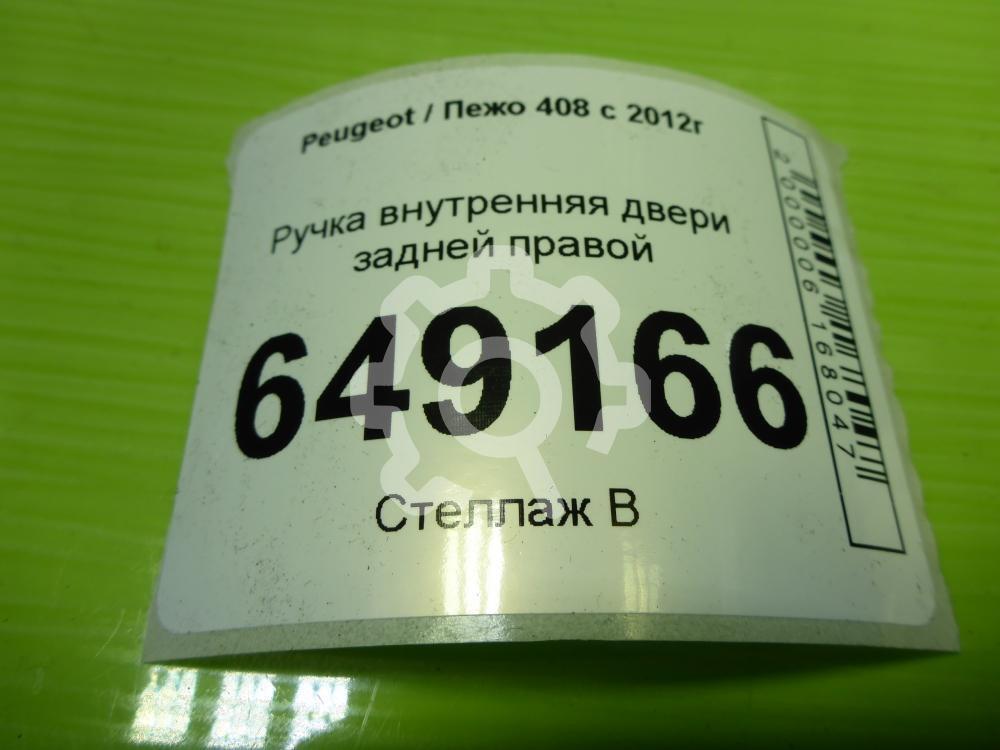 Peugeot / Пежо 408 с 2012г
Ручка внутренняя двери
задней правой
649166
Стеллаж В
2000006168047